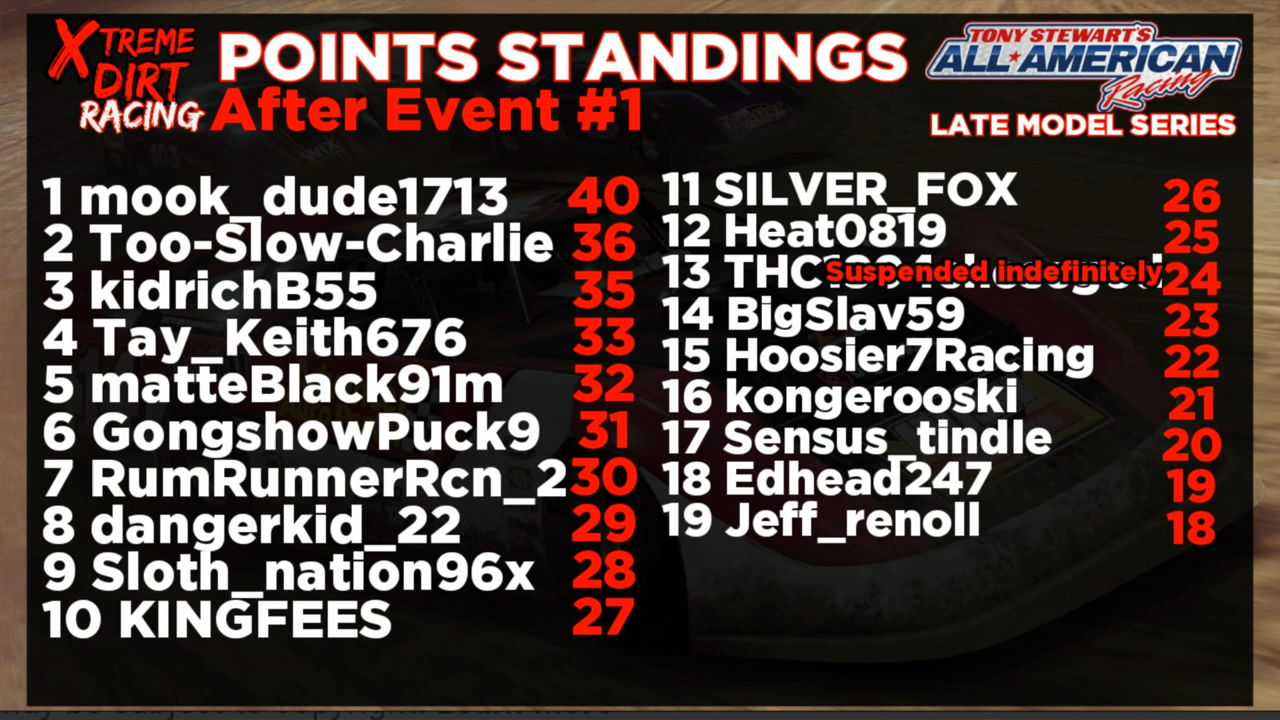 XTREME DIRT RACING
POINTS STANDINGS
After Event #1
TONY STEWART'S
ALL★AMERICAN
Racing
LATE MODEL SERIES
1 mook_dude1713 40
2 Too-Slow-Charlie 36
3 kidrichB55 35
4 Tay_Keith676 33
5 matteBlack91m 32
6 GongshowPuck9 31
7 RumRunnerRcn_2 30
8 dangerkid_22 29
9 Sloth_nation96x 28
10 KINGFEES 27
11 SILVER_FOX 26
12 Heat0819 25
13 Suspended indefinitely 24
14 BigSlav59 23
15 Hoosier7Racing 22
16 kongerooski 21
17 Sensus_tindle 20
18 Edhead247 19
19 Jeff_renoll 18